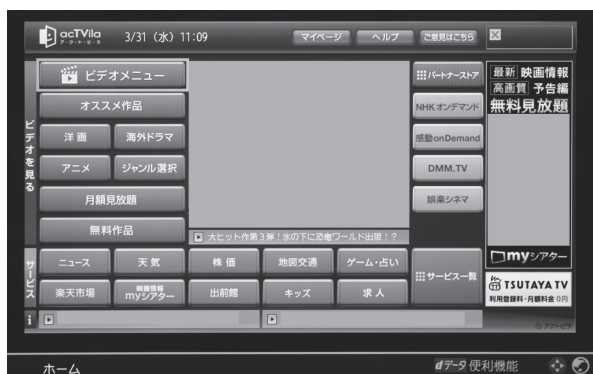 acTVila
アクトビラ
3/31 (水) 11:09
マイページ
ヘルプ
ご意見はこちら
ビデオを見る
ビデオメニュー
オススメ作品
洋画
海外ドラマ
アニメ
ジャンル選択
月額見放題
無料作品
大ヒット作第3弾!氷の下に恐竜ワールド出現!?
パートナーストア
NHKオンデマンド
感動onDemand
DMM.TV
娯楽シネマ
最新 映画情報
高画質 予告編
無料見放題
myシアター
TSUTAYA TV
利用登録料・月額料金0円
サービス
ニュース
天気
株価
地図交通
ゲーム・占い
楽天市場
映画情報
myシアター
出前館
キッズ
求人
サービス一覧
i
© アクトビラ
ホーム
dデータ 便利機能